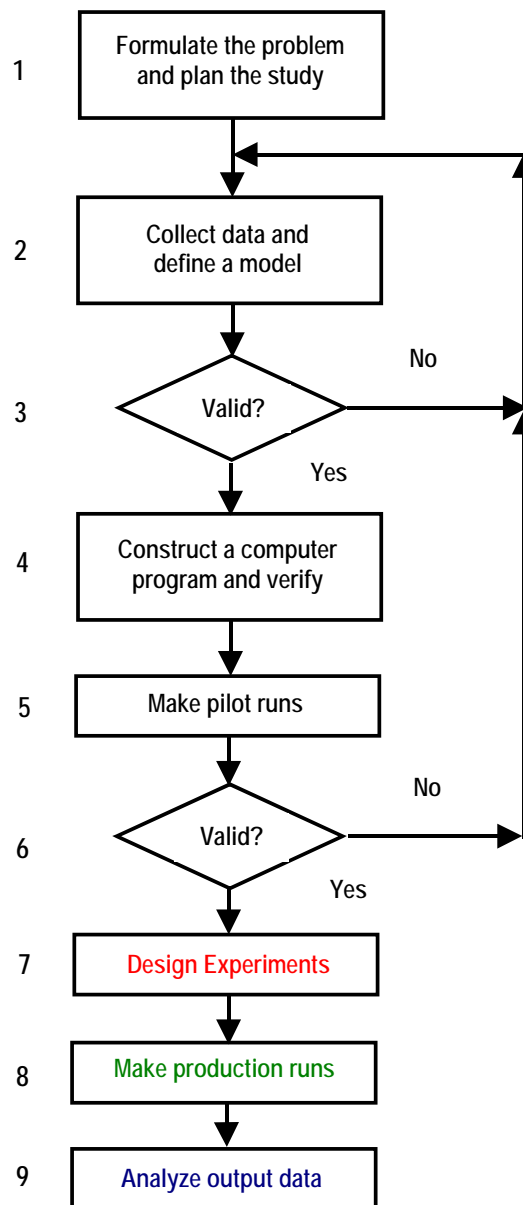 1
Formulate the problem
and plan the study
2
Collect data and
define a model
No
3
Valid?
Yes
4
Construct a computer
program and verify
5
Make pilot runs
No
6
Valid?
Yes
7
Design Experiments
8
Make production runs
9
Analyze output data